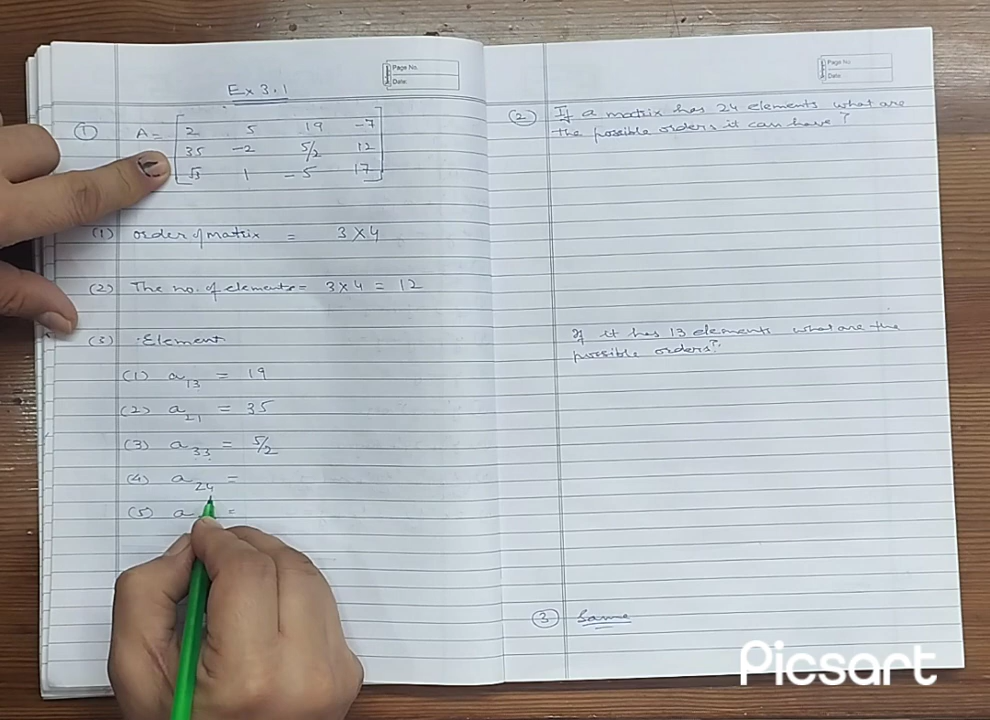 Page No.
Date:
Ex 3.1
① A = [ 2 5 19 -7
35 -2 5/2 12
√3 1 -5 17 ]
(1) order of matrix = 3 × 4
(2) The no. of elements = 3 × 4 = 12
(3) Element
(1) a13 = 19
(2) a21 = 35
(3) a33 = 5/2
(4) a24 =
(5) a =
Page No.
Date:
② If a matrix has 24 elements what are
the possible orders it can have?
If it has 13 elements what are the
possible orders?
③ Same
Picsart